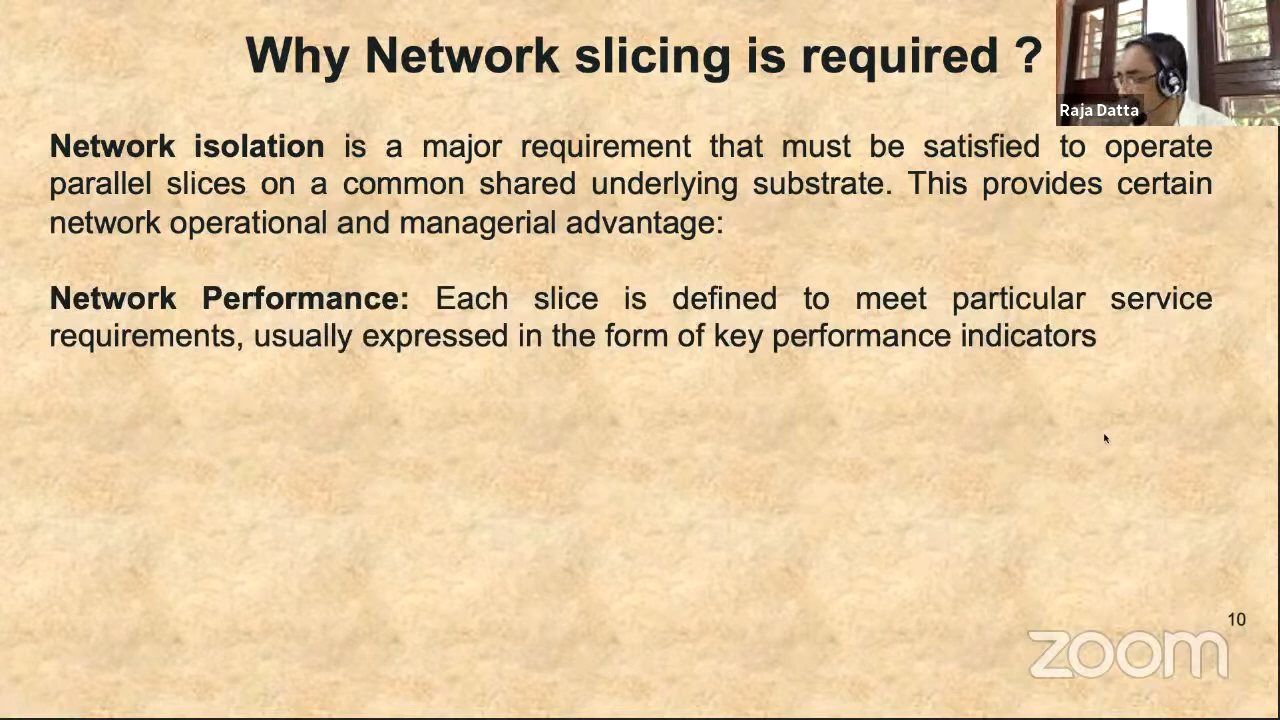 Why Network slicing is required ?
Raja Datta
Network isolation is a major requirement that must be satisfied to operate
parallel slices on a common shared underlying substrate. This provides certain
network operational and managerial advantage:
Network Performance: Each slice is defined to meet particular service
requirements, usually expressed in the form of key performance indicators
10
zoom